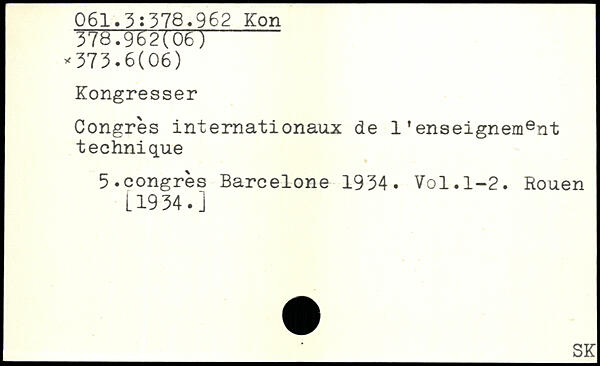 061.3:378.962 Kon
378.962(06)
×373.6(06)
Kongresser
Congrès internationaux de l'enseignement
technique
5.congrès Barcelone 1934. Vol.1-2. Rouen
[1934.]
SK